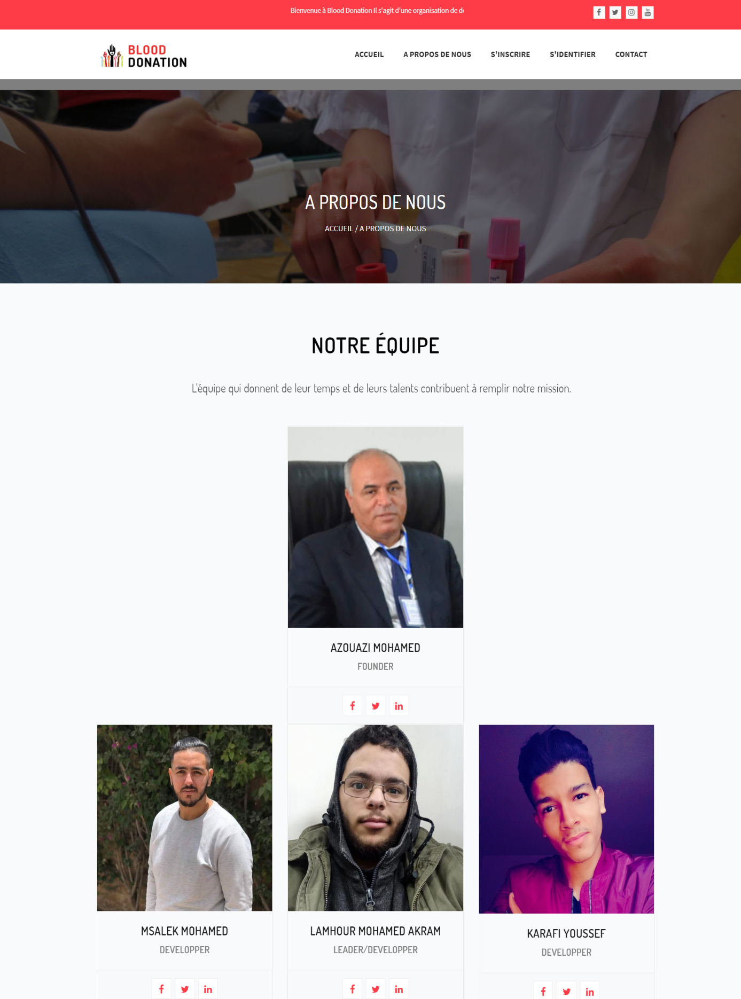 Bienvenue à Blood Donation Il s'agit d'une organisation de
BLOOD
DONATION
ACCUEIL
A PROPOS DE NOUS
S'INSCRIRE
S'IDENTIFIER
CONTACT
A PROPOS DE NOUS
ACCUEIL / A PROPOS DE NOUS
NOTRE ÉQUIPE
L'équipe qui donnent de leur temps et de leurs talents contribuent à remplir notre mission.
AZOUAZI MOHAMED
FOUNDER
MSALEK MOHAMED
DEVELOPPER
LAMHOUR MOHAMED AKRAM
LEADER/DEVELOPPER
KARAFI YOUSSEF
DEVELOPPER